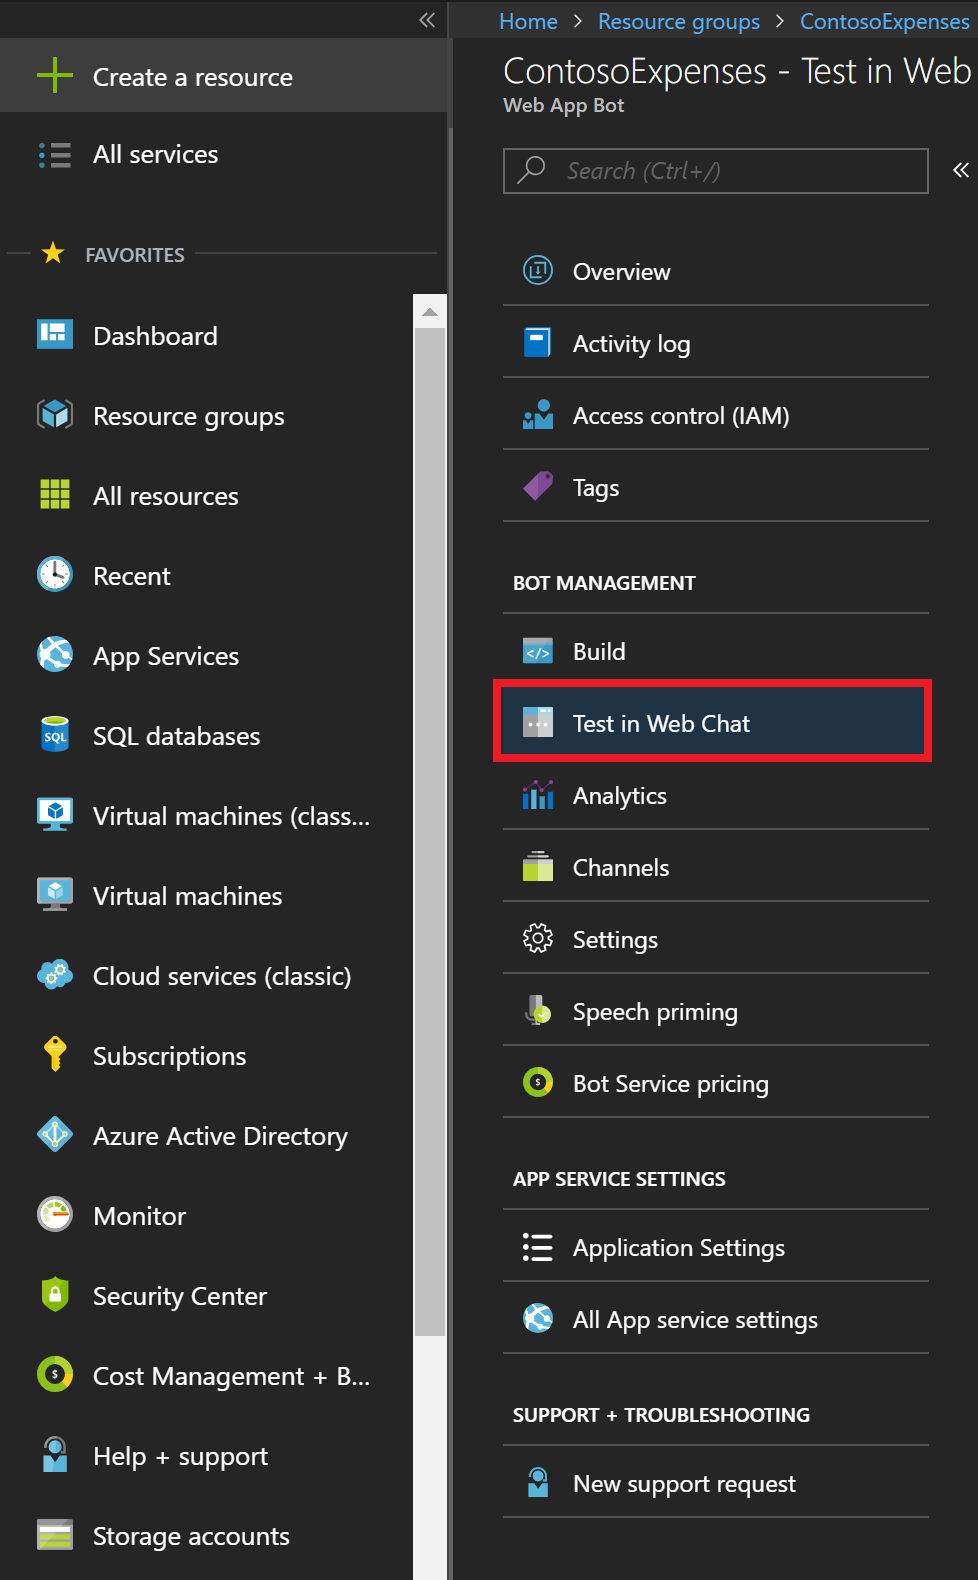 Create a resource
All services
FAVORITES
Dashboard
Resource groups
All resources
Recent
App Services
SQL
SQL databases
Virtual machines (class...
Virtual machines
Cloud services (classic)
Subscriptions
Azure Active Directory
Monitor
Security Center
$
Cost Management + B...
Help + support
Storage accounts
Home > Resource groups > ContosoExpenses
ContosoExpenses - Test in Web
Web App Bot
Search (Ctrl+/)
Overview
Activity log
Access control (IAM)
Tags
BOT MANAGEMENT
</>
Build
Test in Web Chat
Analytics
Channels
Settings
Speech priming
$
Bot Service pricing
APP SERVICE SETTINGS
Application Settings
All App service settings
SUPPORT + TROUBLESHOOTING
New support request